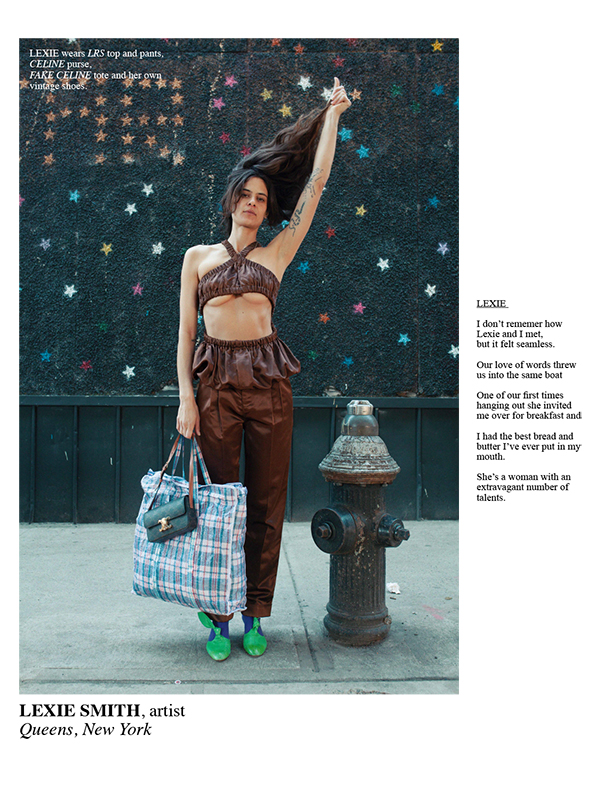 LEXIE wears LRS top and pants,
CELINE purse,
FAKE CELINE tote and her own
vintage shoes.
LEXIE
I don't rememer how
Lexie and I met,
but it felt seamless.
Our love of words threw
us into the same boat
One of our first times
hanging out she invited
me over for breakfast and
I had the best bread and
butter I've ever put in my
mouth.
She's a woman with an
extravagant number of
talents.
LEXIE SMITH, artist
Queens, New York